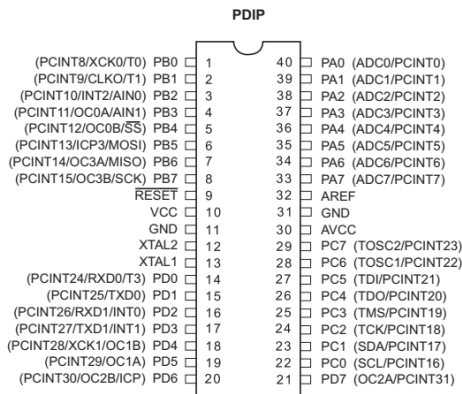 PDIP
(PCINT8/XCK0/T0) PB0 1 40 PA0 (ADC0/PCINT0)
(PCINT9/CLKO/T1) PB1 2 39 PA1 (ADC1/PCINT1)
(PCINT10/INT2/AIN0) PB2 3 38 PA2 (ADC2/PCINT2)
(PCINT11/OC0A/AIN1) PB3 4 37 PA3 (ADC3/PCINT3)
(PCINT12/OC0B/SS) PB4 5 36 PA4 (ADC4/PCINT4)
(PCINT13/ICP3/MOSI) PB5 6 35 PA5 (ADC5/PCINT5)
(PCINT14/OC3A/MISO) PB6 7 34 PA6 (ADC6/PCINT6)
(PCINT15/OC3B/SCK) PB7 8 33 PA7 (ADC7/PCINT7)
RESET 9 32 AREF
VCC 10 31 GND
GND 11 30 AVCC
XTAL2 12 29 PC7 (TOSC2/PCINT23)
XTAL1 13 28 PC6 (TOSC1/PCINT22)
(PCINT24/RXD0/T3) PD0 14 27 PC5 (TDI/PCINT21)
(PCINT25/TXD0) PD1 15 26 PC4 (TDO/PCINT20)
(PCINT26/RXD1/INT0) PD2 16 25 PC3 (TMS/PCINT19)
(PCINT27/TXD1/INT1) PD3 17 24 PC2 (TCK/PCINT18)
(PCINT28/XCK1/OC1B) PD4 18 23 PC1 (SDA/PCINT17)
(PCINT29/OC1A) PD5 19 22 PC0 (SCL/PCINT16)
(PCINT30/OC2B/ICP) PD6 20 21 PD7 (OC2A/PCINT31)